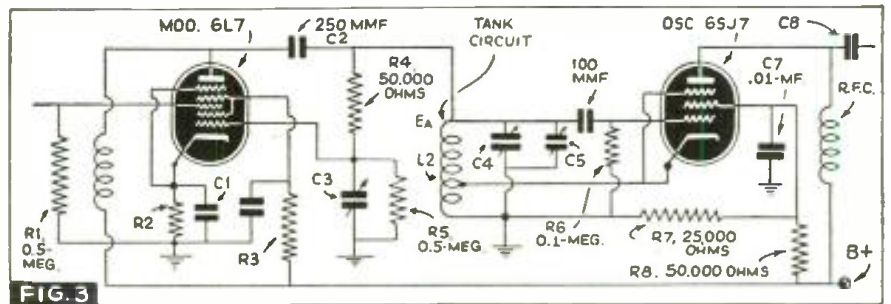 MOD. 6L7
250 MMF
C2
TANK
CIRCUIT
OSC 6SJ7
C8
R4
50,000
OHMS
100
MMF
C7
.01-MF
R.F.C.
EA
C4
C5
L2
C1
C3
R1
0.5-
MEG.
R2
R3
R5
0.5-MEG.
R6
0.1-MEG.
R7, 25,000
OHMS
R8. 50,000 OHMS
B+
FIG.3